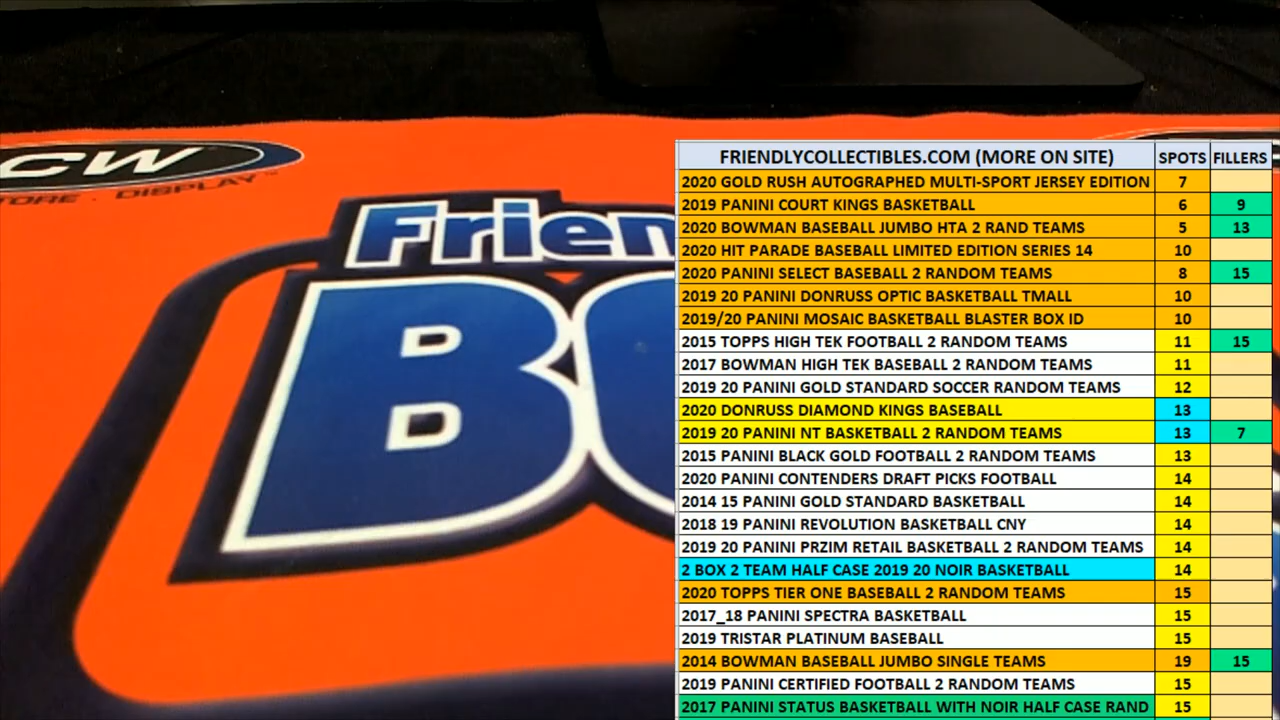 CW
TORE . DISPLAY™
Frien
BO
FRIENDLYCOLLECTIBLES.COM (MORE ON SITE) SPOTS FILLERS
2020 GOLD RUSH AUTOGRAPHED MULTI-SPORT JERSEY EDITION 7
2019 PANINI COURT KINGS BASKETBALL 6 9
2020 BOWMAN BASEBALL JUMBO HTA 2 RAND TEAMS 5 13
2020 HIT PARADE BASEBALL LIMITED EDITION SERIES 14 10
2020 PANINI SELECT BASEBALL 2 RANDOM TEAMS 8 15
2019 20 PANINI DONRUSS OPTIC BASKETBALL TMALL 10
2019/20 PANINI MOSAIC BASKETBALL BLASTER BOX ID 10
2015 TOPPS HIGH TEK FOOTBALL 2 RANDOM TEAMS 11 15
2017 BOWMAN HIGH TEK BASEBALL 2 RANDOM TEAMS 11
2019 20 PANINI GOLD STANDARD SOCCER RANDOM TEAMS 12
2020 DONRUSS DIAMOND KINGS BASEBALL 13
2019 20 PANINI NT BASKETBALL 2 RANDOM TEAMS 13 7
2015 PANINI BLACK GOLD FOOTBALL 2 RANDOM TEAMS 13
2020 PANINI CONTENDERS DRAFT PICKS FOOTBALL 14
2014 15 PANINI GOLD STANDARD BASKETBALL 14
2018 19 PANINI REVOLUTION BASKETBALL CNY 14
2019 20 PANINI PRZIM RETAIL BASKETBALL 2 RANDOM TEAMS 14
2 BOX 2 TEAM HALF CASE 2019 20 NOIR BASKETBALL 14
2020 TOPPS TIER ONE BASEBALL 2 RANDOM TEAMS 15
2017_18 PANINI SPECTRA BASKETBALL 15
2019 TRISTAR PLATINUM BASEBALL 15
2014 BOWMAN BASEBALL JUMBO SINGLE TEAMS 19 15
2019 PANINI CERTIFIED FOOTBALL 2 RANDOM TEAMS 15
2017 PANINI STATUS BASKETBALL WITH NOIR HALF CASE RAND 15